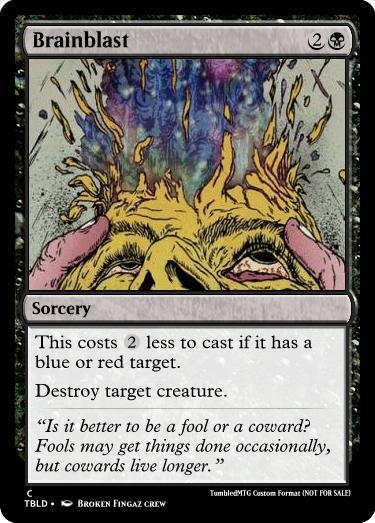 Brainblast 2
Sorcery
This costs 2 less to cast if it has a
blue or red target.
Destroy target creature.
“Is it better to be a fool or a coward?
Fools may get things done occasionally,
but cowards live longer.”
C
TBLD • Broken Fingaz crew
TumbledMTG Custom Format (NOT FOR SALE)